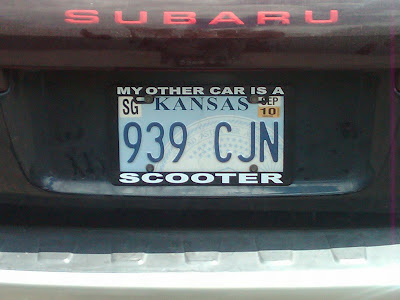 SUBARU
MY OTHER CAR IS A
SG KANSAS SEP
10
939 CJN
SCOOTER